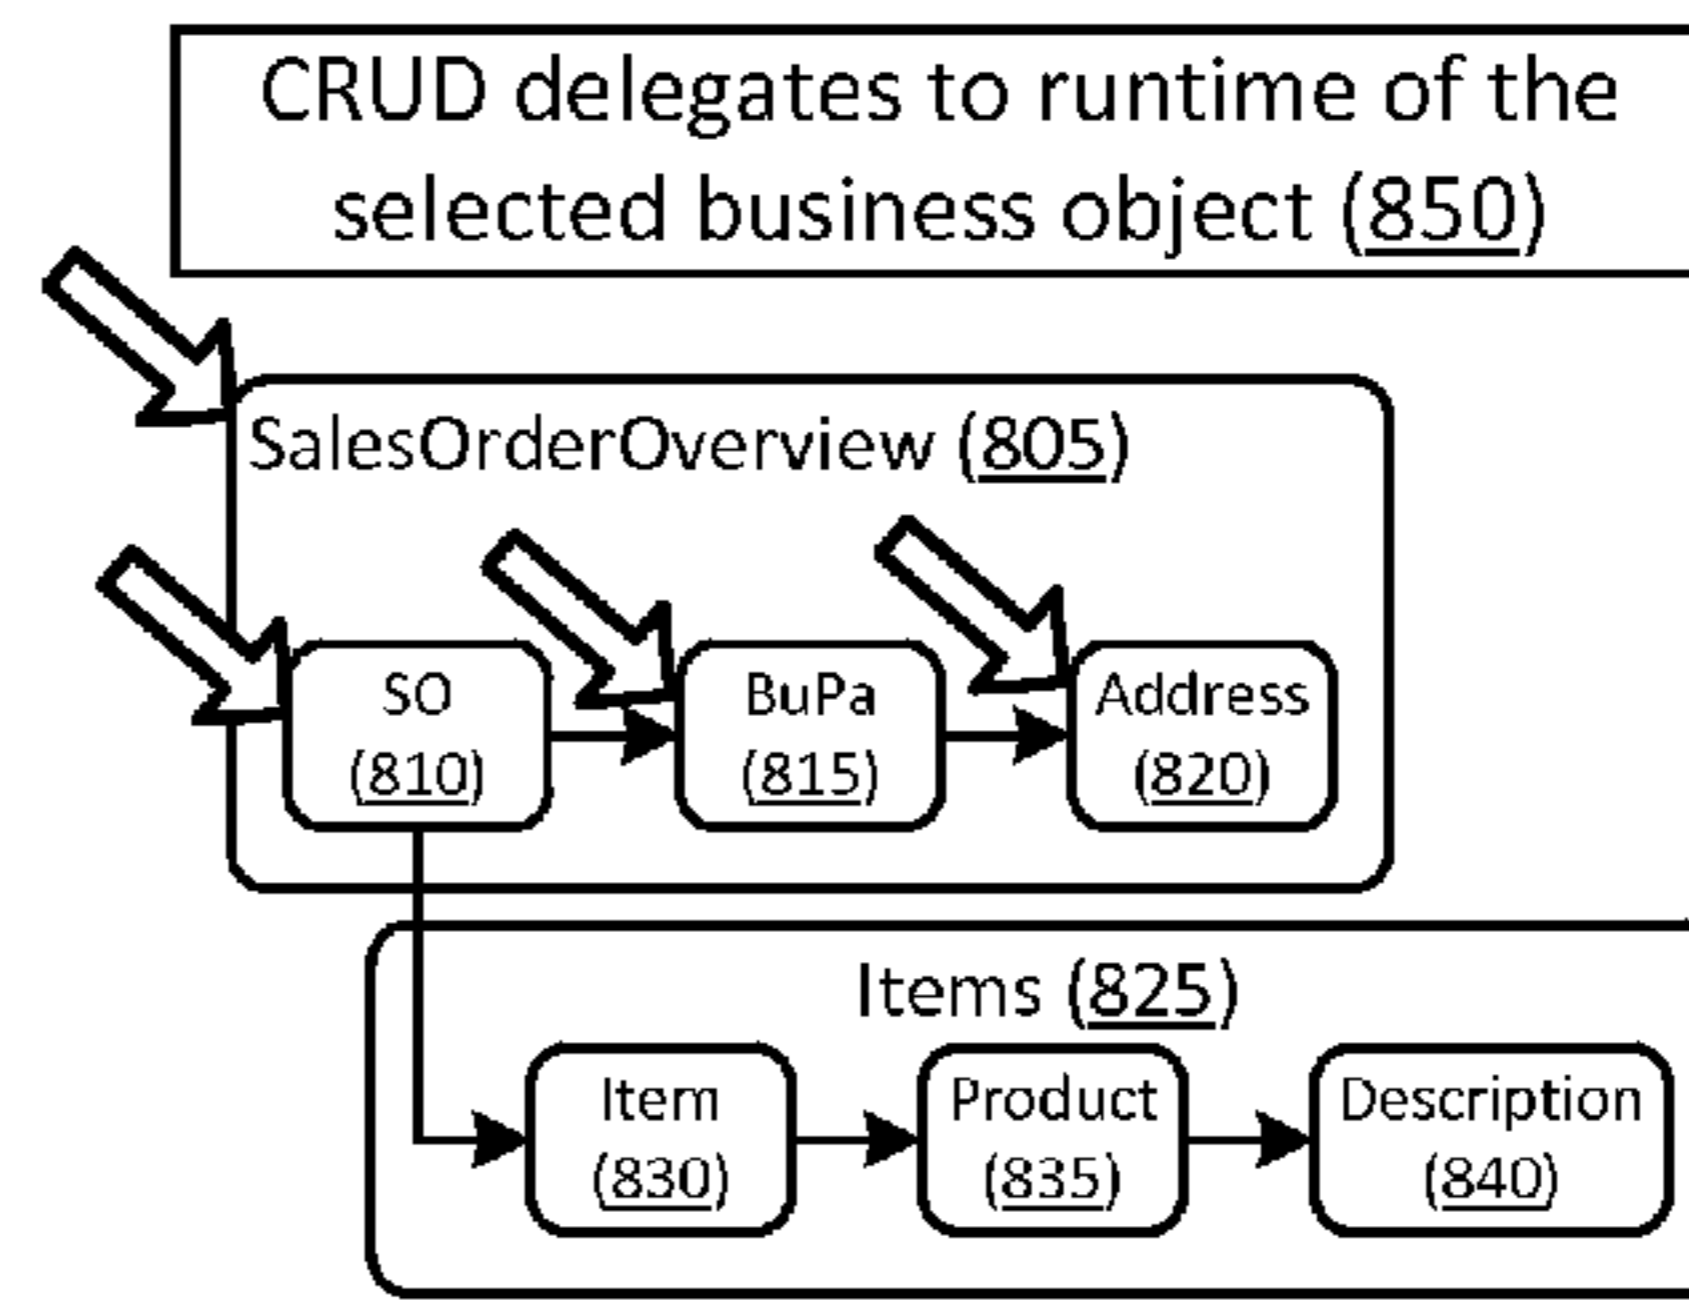 CRUD delegates to runtime of the
selected business object (850)
SalesOrderOverview (805)
SO
(810)
BuPa
(815)
Address
(820)
Items (825)
Item
(830)
Product
(835)
Description
(840)